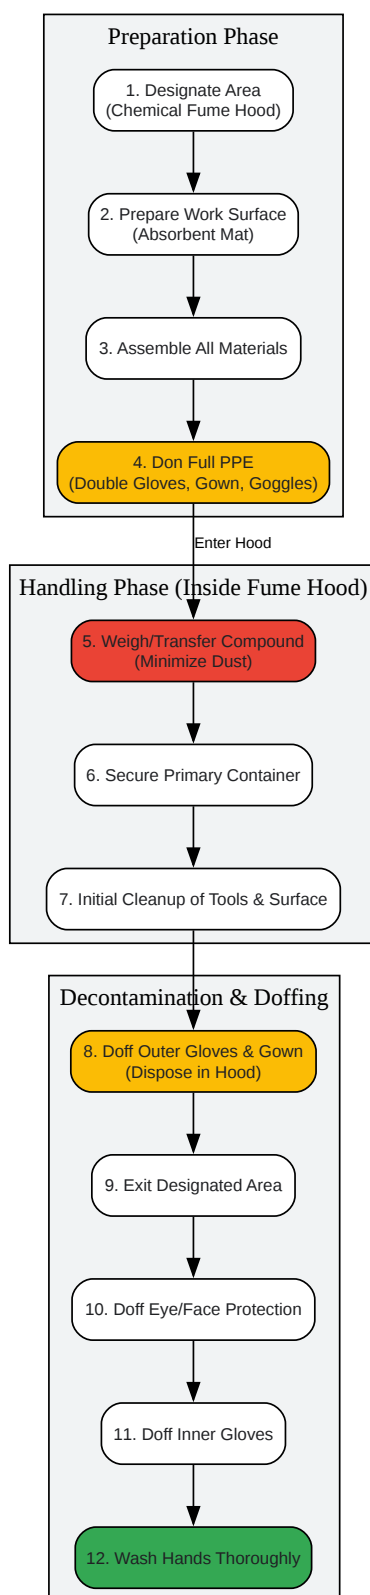 Preparation Phase
1. Designate Area
(Chemical Fume Hood)
2. Prepare Work Surface
(Absorbent Mat)
3. Assemble All Materials
4. Don Full PPE
(Double Gloves, Gown, Goggles)
Enter Hood
Handling Phase (Inside Fume Hood)
5. Weigh/Transfer Compound
(Minimize Dust)
6. Secure Primary Container
7. Initial Cleanup of Tools & Surface
Decontamination & Doffing
8. Doff Outer Gloves & Gown
(Dispose in Hood)
9. Exit Designated Area
10. Doff Eye/Face Protection
11. Doff Inner Gloves
12. Wash Hands Thoroughly